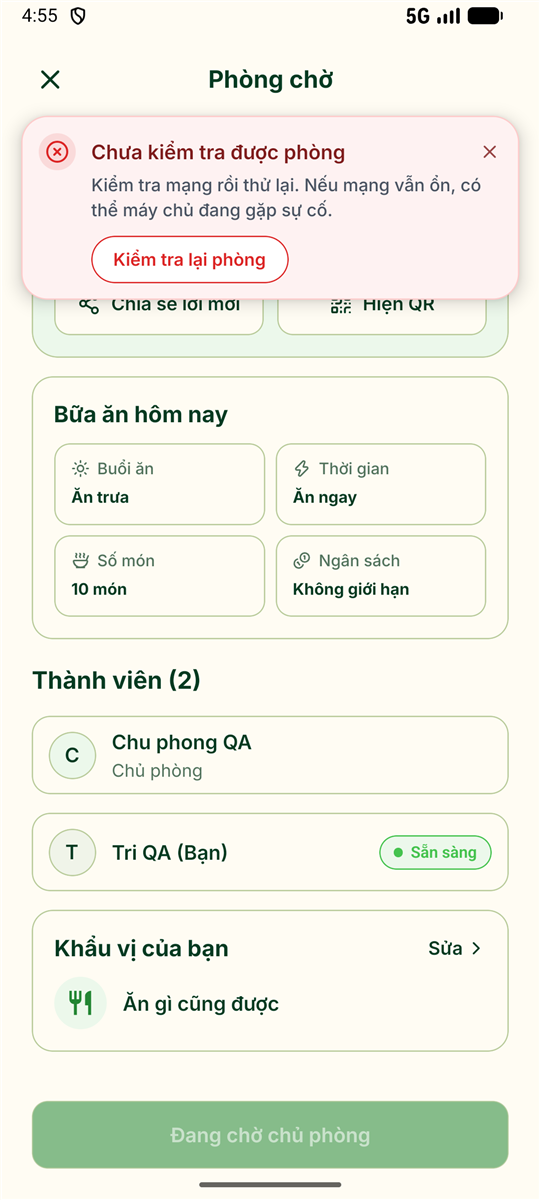 4:55
5G
Phòng chờ
Chưa kiểm tra được phòng
Kiểm tra mạng rồi thử lại. Nếu mạng vẫn ổn, có
thể máy chủ đang gặp sự cố.
Kiểm tra lại phòng
Chia sẻ lời mời
Hiện QR
Bữa ăn hôm nay
Buổi ăn
Ăn trưa
Thời gian
Ăn ngay
Số món
10 món
Ngân sách
Không giới hạn
Thành viên (2)
C
Chu phong QA
Chủ phòng
T
Tri QA (Bạn)
Sẵn sàng
Khẩu vị của bạn
Sửa
Ăn gì cũng được
Đang chờ chủ phòng